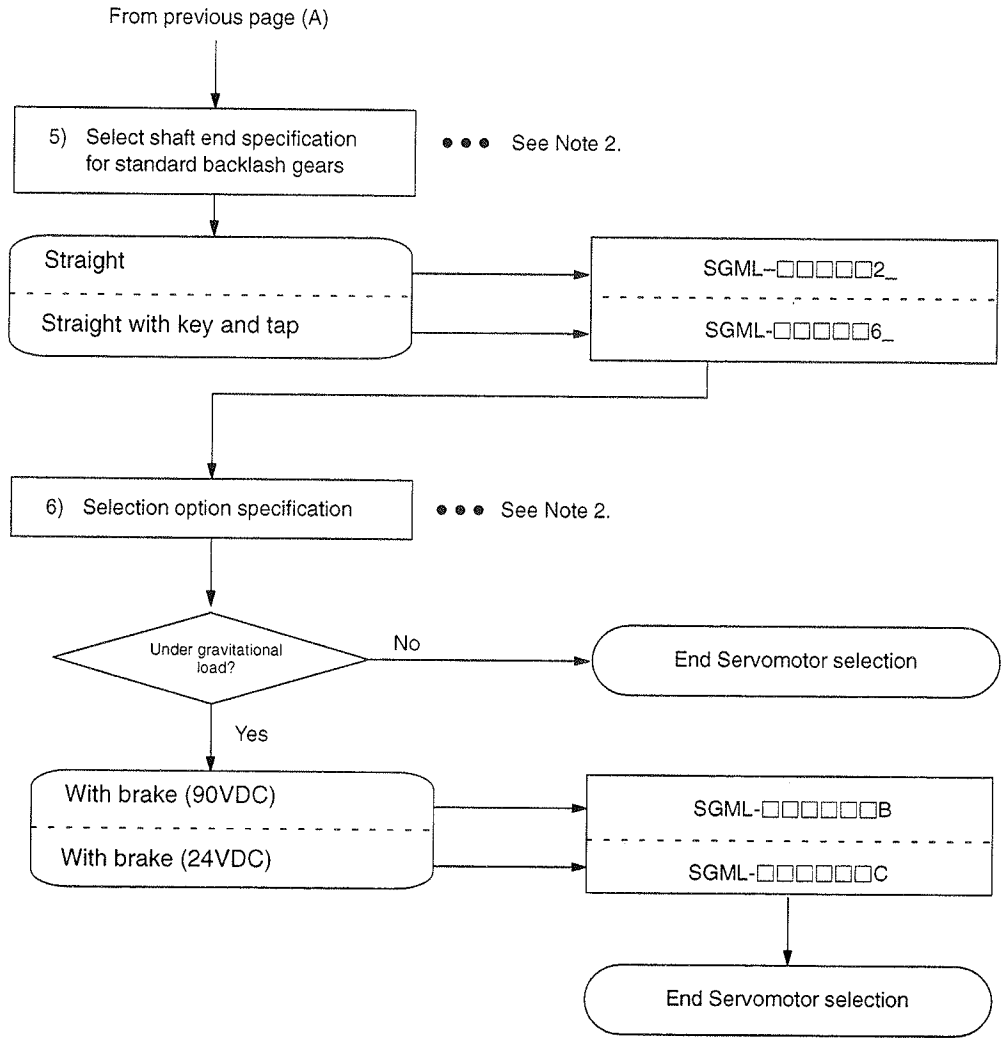 From previous page (A)
5) Select shaft end specification
for standard backlash gears
● ● ● See Note 2.
Straight
Straight with key and tap
SGML–□□□□□2_
SGML-□□□□□6_
6) Selection option specification
● ● ● See Note 2.
Under gravitational
load?
No
End Servomotor selection
Yes
With brake (90VDC)
With brake (24VDC)
SGML-□□□□□□B
SGML-□□□□□□C
End Servomotor selection